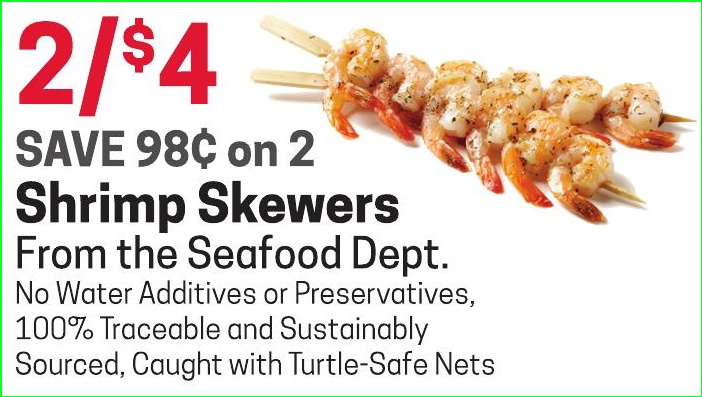 2/$4
SAVE 98¢ on 2
Shrimp Skewers
From the Seafood Dept.
No Water Additives or Preservatives,
100% Traceable and Sustainably
Sourced, Caught with Turtle-Safe Nets